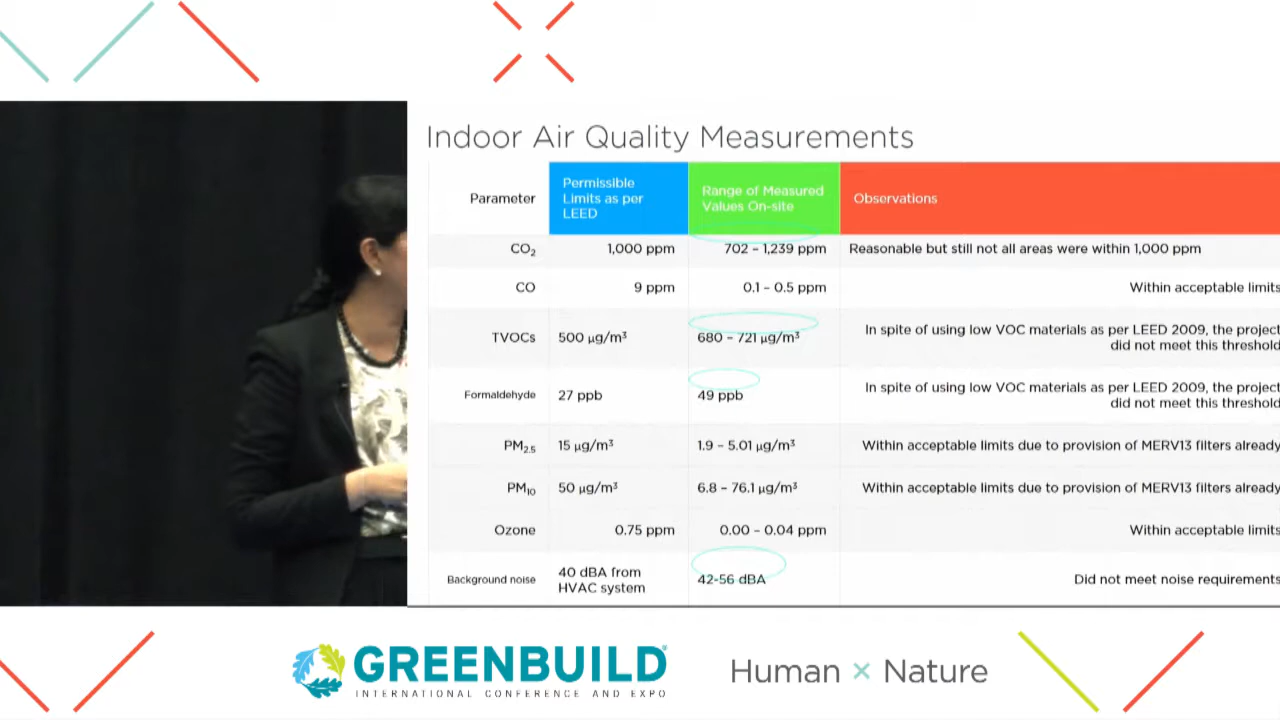 Indoor Air Quality Measurements
Parameter
Permissible
Limits as per
LEED
Range of Measured
Values On-site
Observations
CO₂
1,000 ppm
702 – 1,239 ppm
Reasonable but still not all areas were within 1,000 ppm
CO
9 ppm
0.1 – 0.5 ppm
Within acceptable limits
TVOCs
500 µg/m³
680 – 721 µg/m³
In spite of using low VOC materials as per LEED 2009, the project
did not meet this threshold
Formaldehyde
27 ppb
49 ppb
In spite of using low VOC materials as per LEED 2009, the project
did not meet this threshold
PM₂.₅
15 µg/m³
1.9 – 5.01 µg/m³
Within acceptable limits due to provision of MERV13 filters already
PM₁₀
50 µg/m³
6.8 – 76.1 µg/m³
Within acceptable limits due to provision of MERV13 filters already
Ozone
0.75 ppm
0.00 – 0.04 ppm
Within acceptable limits
Background noise
40 dBA from
HVAC system
42-56 dBA
Did not meet noise requirements
GREENBUILD
INTERNATIONAL CONFERENCE AND EXPO
Human × Nature